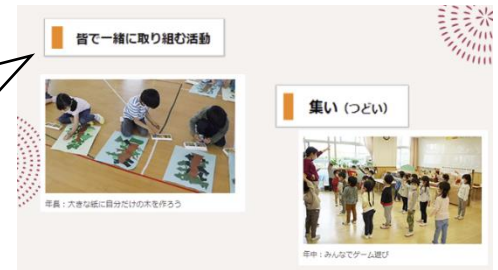 皆で一緒に取り組む活動
年長：大きな紙に自分だけの木を作ろう
集い（つどい）
年中：みんなでゲーム遊び